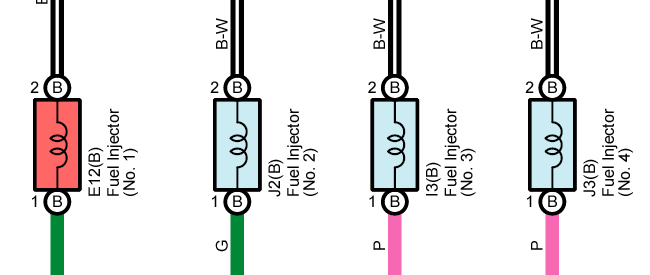 B-W
B-W
B-W
2 B
2 B
2 B
2 B
E12(B)
Fuel Injector
(No. 1)
J2(B)
Fuel Injector
(No. 2)
I3(B)
Fuel Injector
(No. 3)
J3(B)
Fuel Injector
(No. 4)
1 B
1 B
1 B
1 B
G
P
P